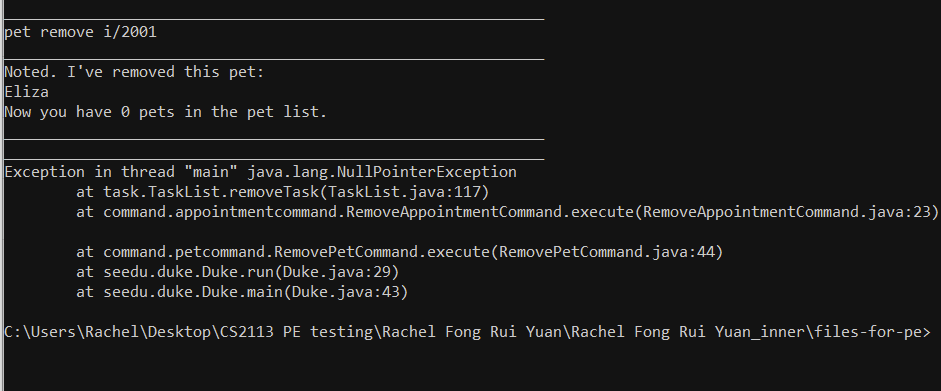 pet remove i/2001
Noted. I've removed this pet:
Eliza
Now you have 0 pets in the pet list.
Exception in thread "main" java.lang.NullPointerException
        at task.TaskList.removeTask(TaskList.java:117)
        at command.appointmentcommand.RemoveAppointmentCommand.execute(RemoveAppointmentCommand.java:23)
        at command.petcommand.RemovePetCommand.execute(RemovePetCommand.java:44)
        at seedu.duke.Duke.run(Duke.java:29)
        at seedu.duke.Duke.main(Duke.java:43)
C:\Users\Rachel\Desktop\CS2113 PE testing\Rachel Fong Rui Yuan\Rachel Fong Rui Yuan_inner\files-for-pe>